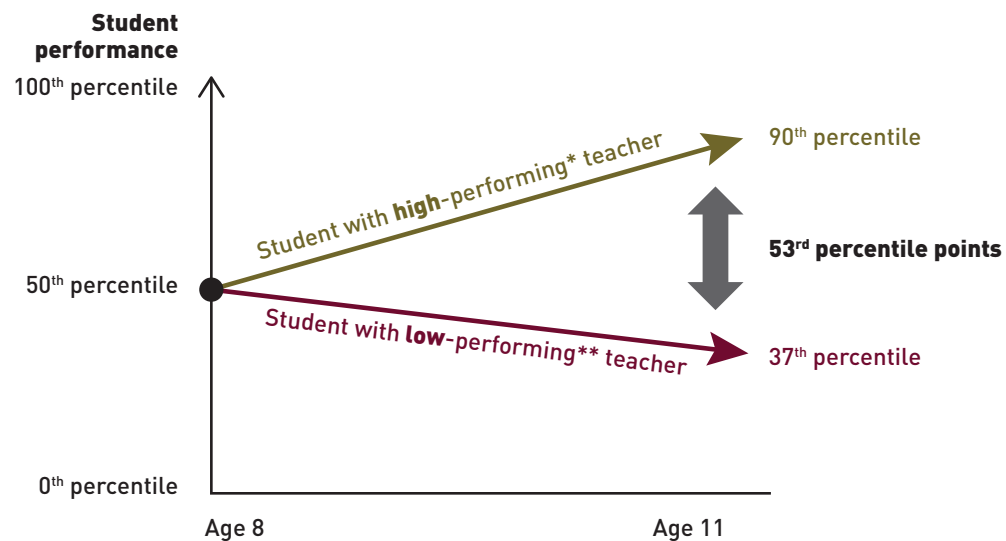 Student
performance
100th percentile
90th percentile
Student with high-performing* teacher
53rd percentile points
50th percentile
Student with low-performing** teacher
37th percentile
0th percentile
Age 8
Age 11